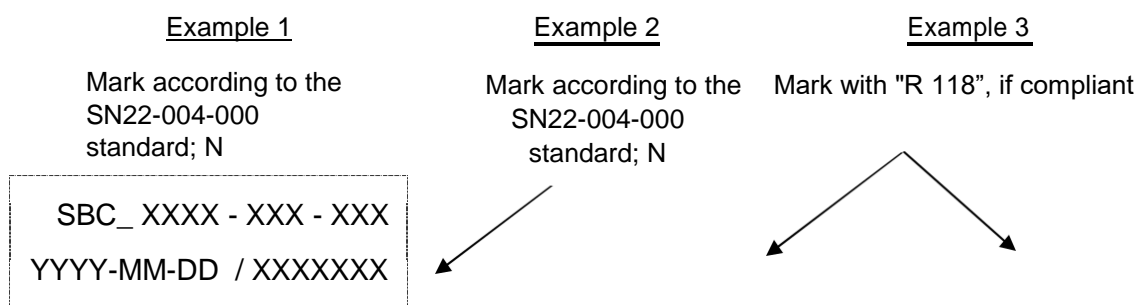 Example 1
Mark according to the
SN22-004-000
standard; N
SBC_ XXXX - XXX - XXX
YYYY-MM-DD / XXXXXXX
Example 2
Mark according to the
SN22-004-000
standard; N
Example 3
Mark with "R 118”, if compliant